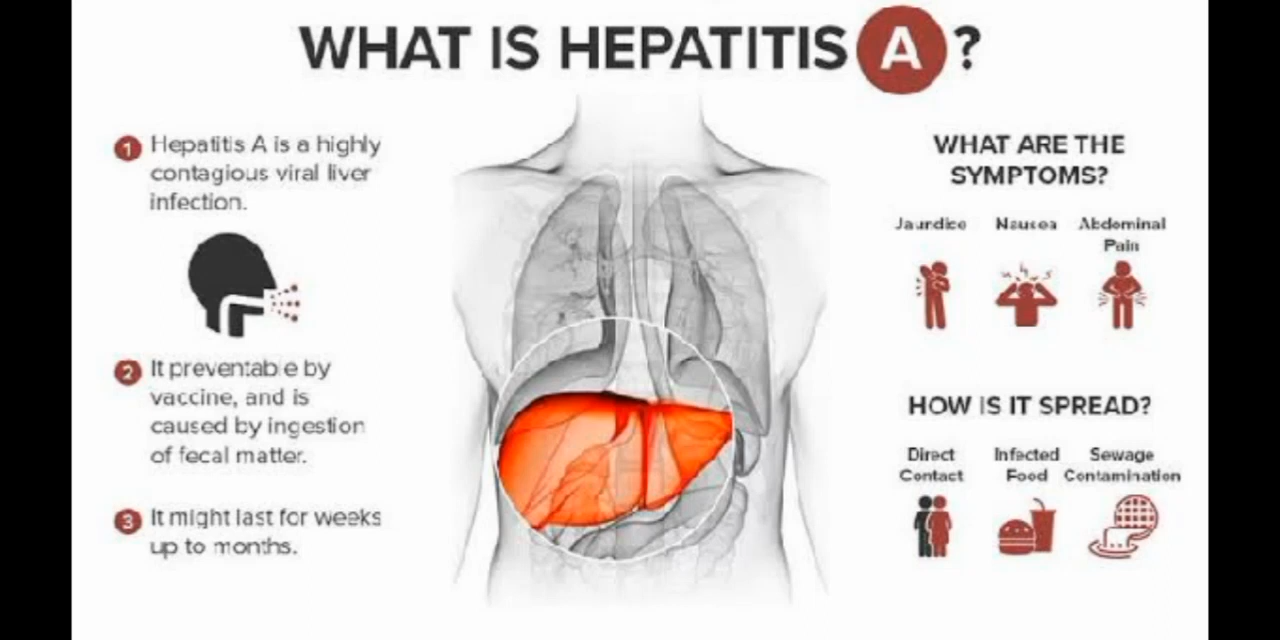 WHAT IS HEPATITIS A ?
1 Hepatitis A is a highly
contagious viral liver
infection.
2 It preventable by
vaccine, and is
caused by ingestion
of fecal matter.
3 It might last for weeks
up to months.
WHAT ARE THE
SYMPTOMS?
Jaundice
Nausea
Abdominal
Pain
HOW IS IT SPREAD?
Direct
Contact
Infected
Food
Sewage
Contamination